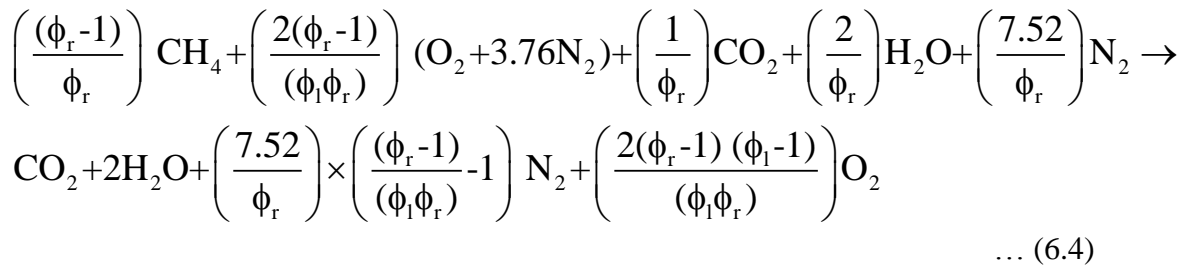 ((ϕr-1)/ϕr) CH4+(2(ϕr-1)/(ϕlϕr)) (O2+3.76N2)+(1/ϕr)CO2+(2/ϕr)H2O+(7.52/ϕr)N2 →
CO2+2H2O+(7.52/ϕr)×((ϕr-1)/(ϕlϕr)-1) N2+(2(ϕr-1) (ϕl-1)/(ϕlϕr))O2
... (6.4)